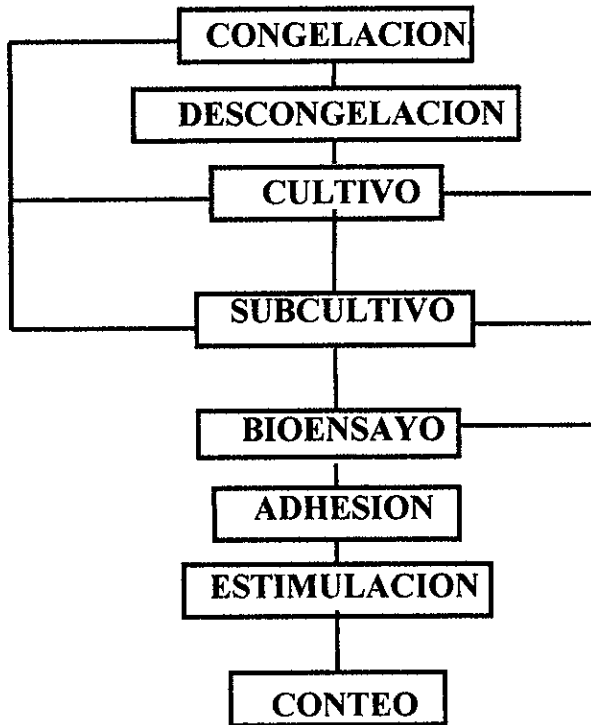 CONGELACION
DESCONGELACION
CULTIVO
SUBCULTIVO
BIOENSAYO
ADHESION
ESTIMULACION
CONTEO